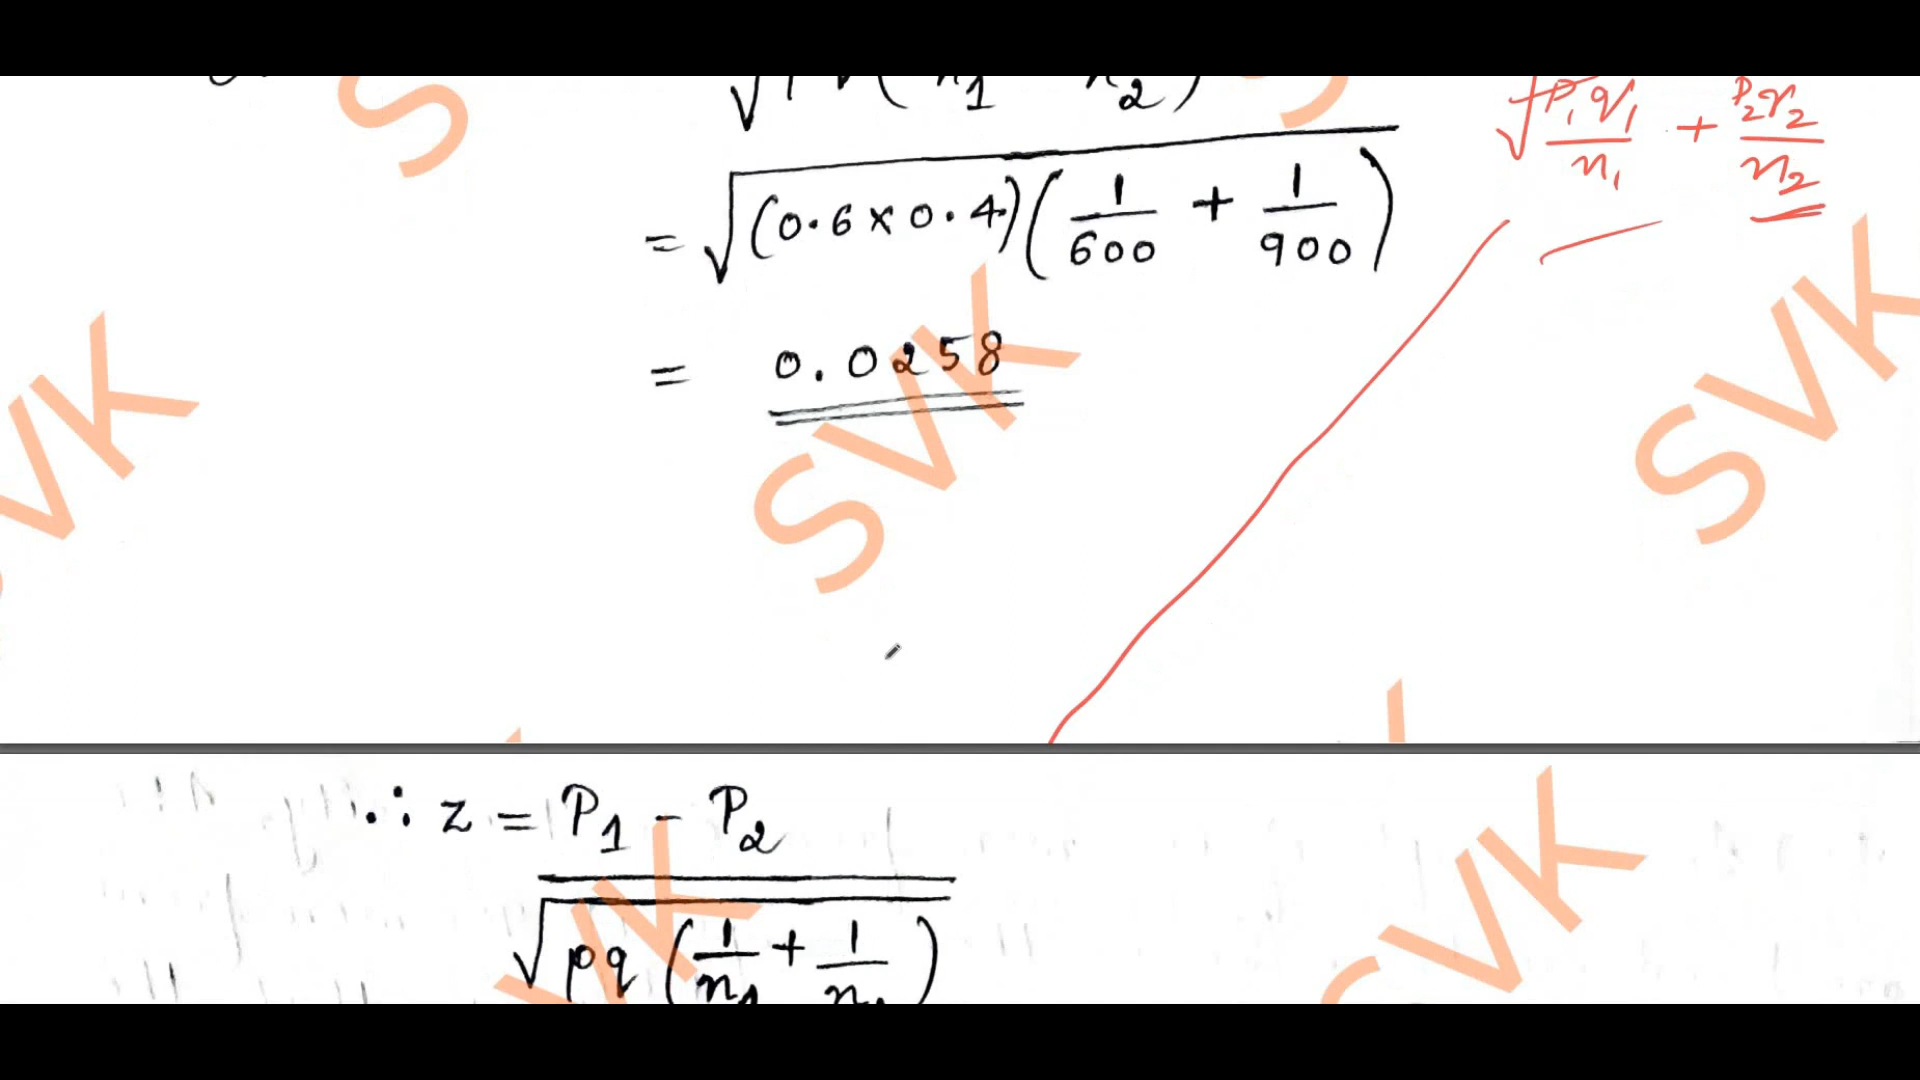 √(p₁q₁/n₁ + p₂q₂/n₂)
= √((0.6 × 0.4)(1/600 + 1/900))
= 0.0258
∴ z = P₁ - P₂
√(pq (1/n₁ + 1/n
SVK
SVK
SVK
SVK